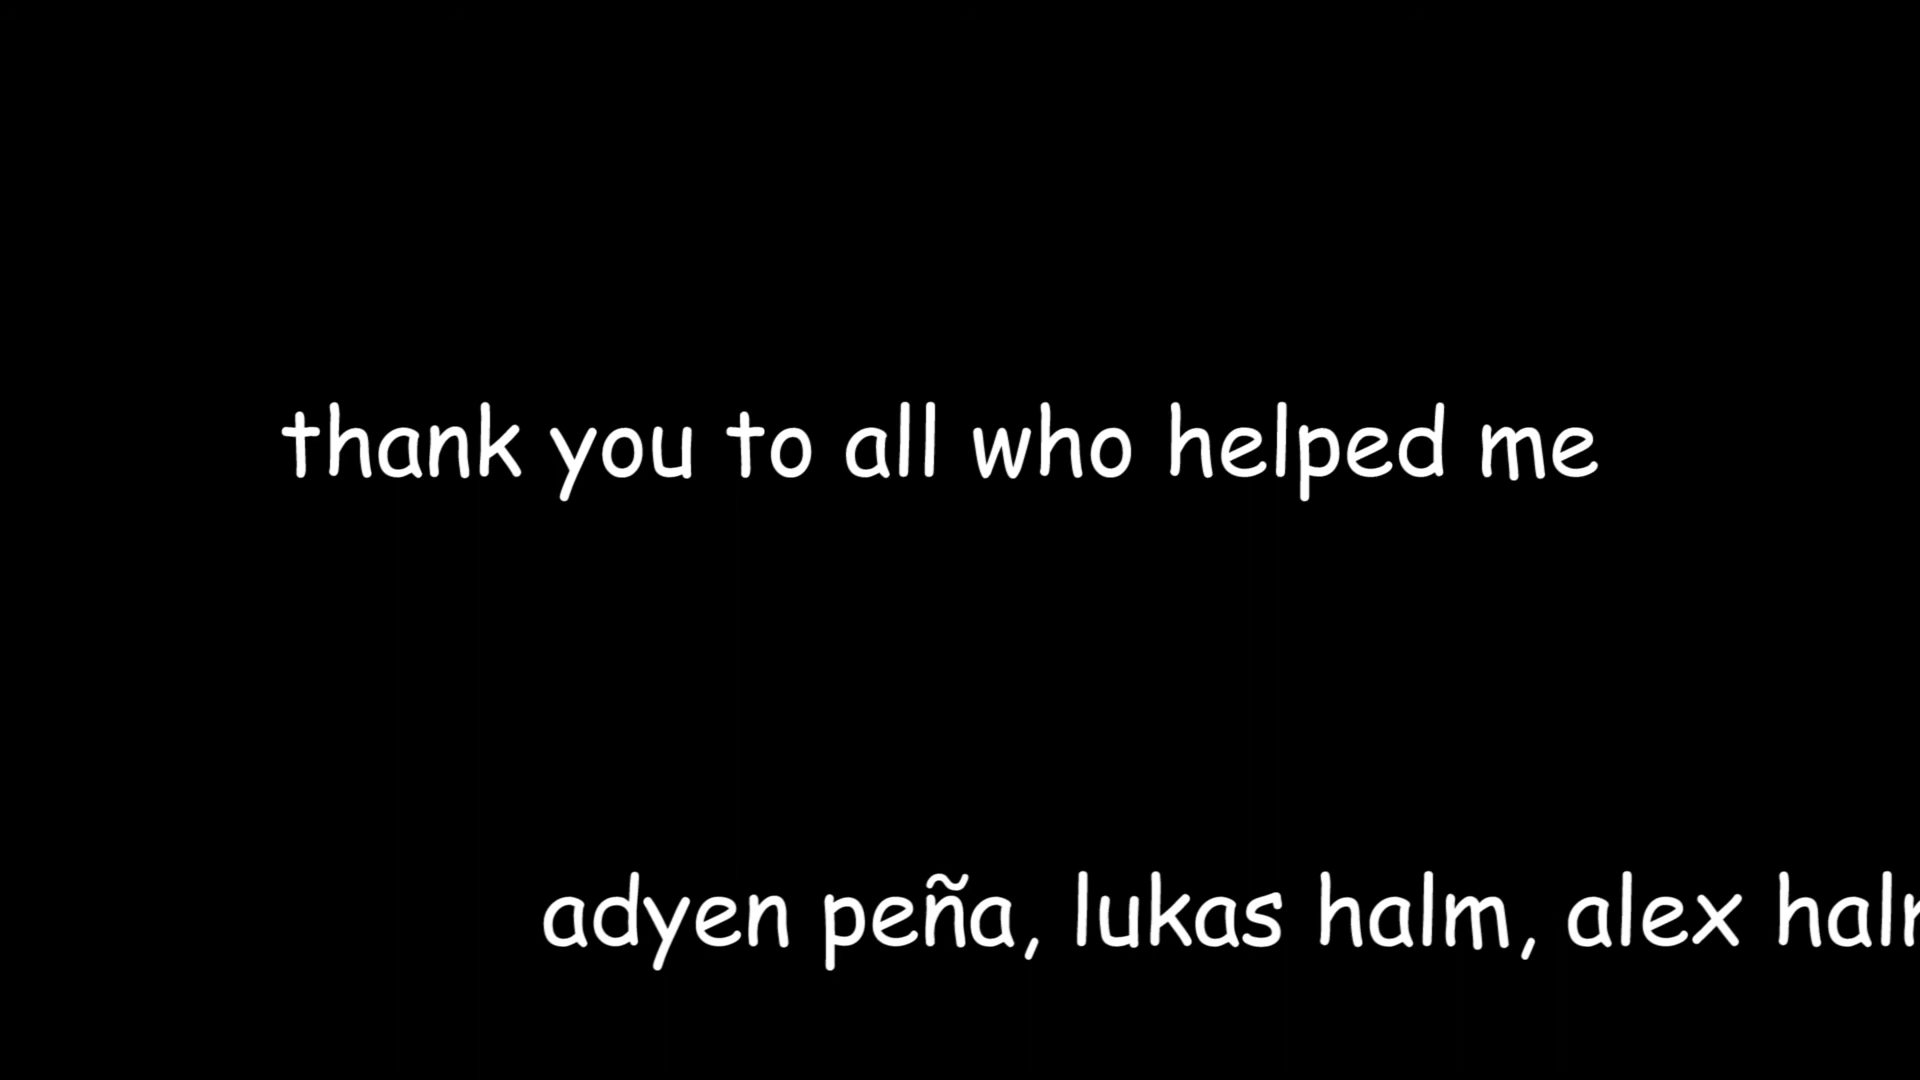 thank you to all who helped me
adyen peña, lukas halm, alex